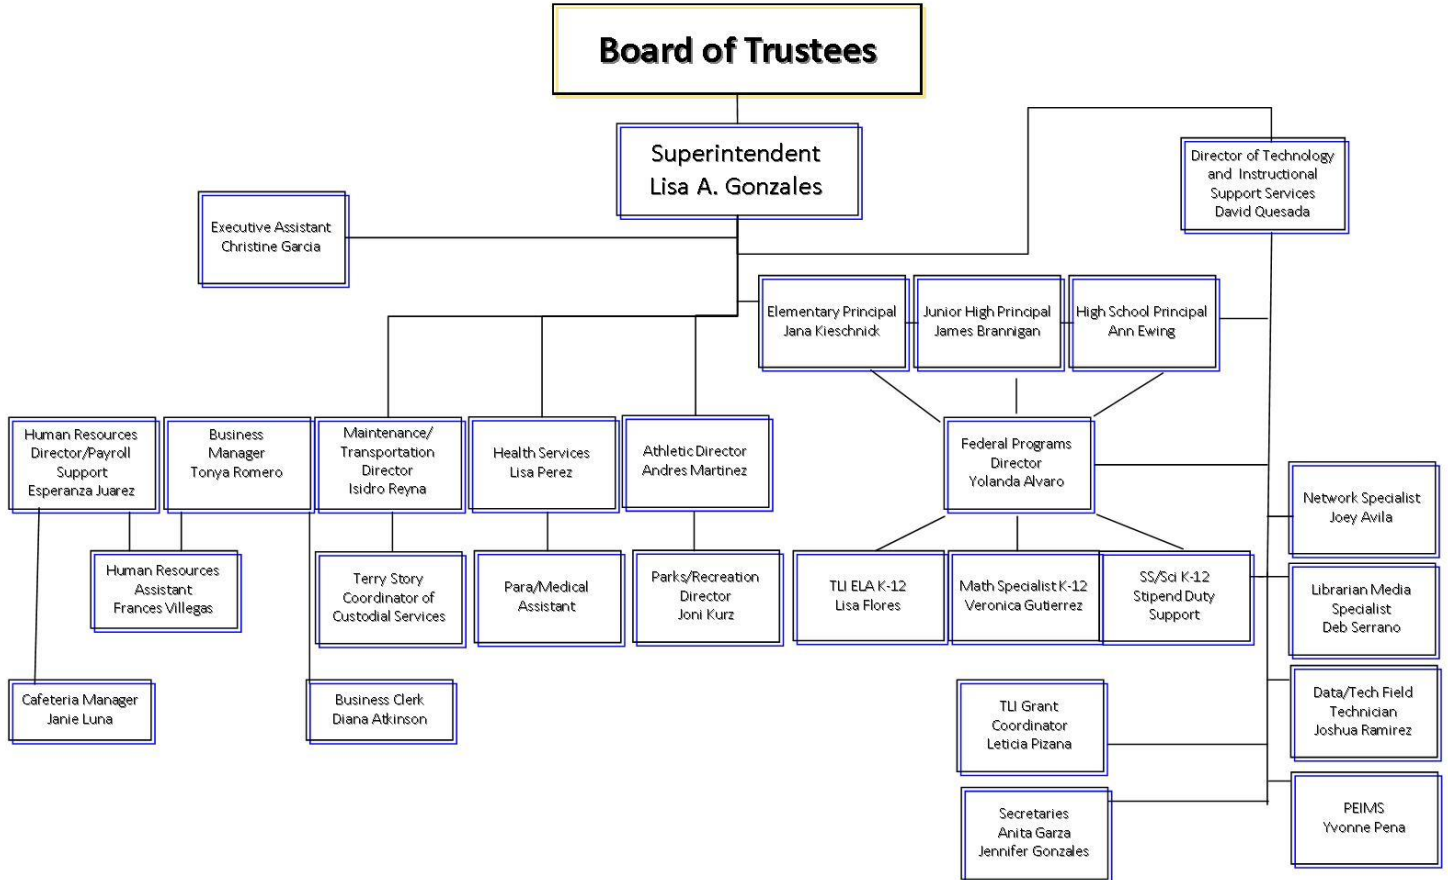 Board of Trustees
Superintendent
Lisa A. Gonzales
Director of Technology
and Instructional
Support Services
David Quesada
Executive Assistant
Christine Garcia
Elementary Principal
Jana Kieschnick
Junior High Principal
James Brannigan
High School Principal
Ann Ewing
Human Resources
Director/Payroll
Support
Esperanza Juarez
Business
Manager
Tonya Romero
Maintenance/
Transportation
Director
Isidro Reyna
Health Services
Lisa Perez
Athletic Director
Andres Martinez
Federal Programs
Director
Yolanda Alvaro
Network Specialist
Joey Avila
Human Resources
Assistant
Frances Villegas
Terry Story
Coordinator of
Custodial Services
Para/Medical
Assistant
Parks/Recreation
Director
Joni Kurz
TLI ELA K-12
Lisa Flores
Math Specialist K-12
Veronica Gutierrez
SS/Sci K-12
Stipend Duty
Support
Librarian Media
Specialist
Deb Serrano
Cafeteria Manager
Janie Luna
Business Clerk
Diana Atkinson
TLI Grant
Coordinator
Leticia Pizana
Data/Tech Field
Technician
Joshua Ramirez
Secretaries
Anita Garza
Jennifer Gonzales
PEIMS
Yvonne Pena